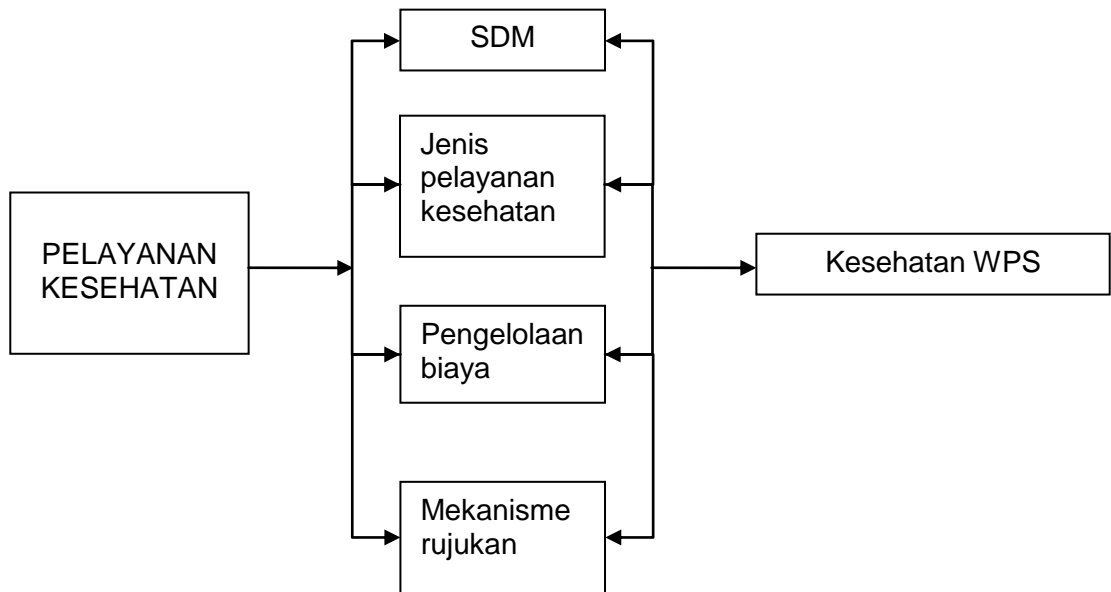 SDM
Jenis
pelayanan
kesehatan
PELAYANAN
KESEHATAN
Kesehatan WPS
Pengelolaan
biaya
Mekanisme
rujukan